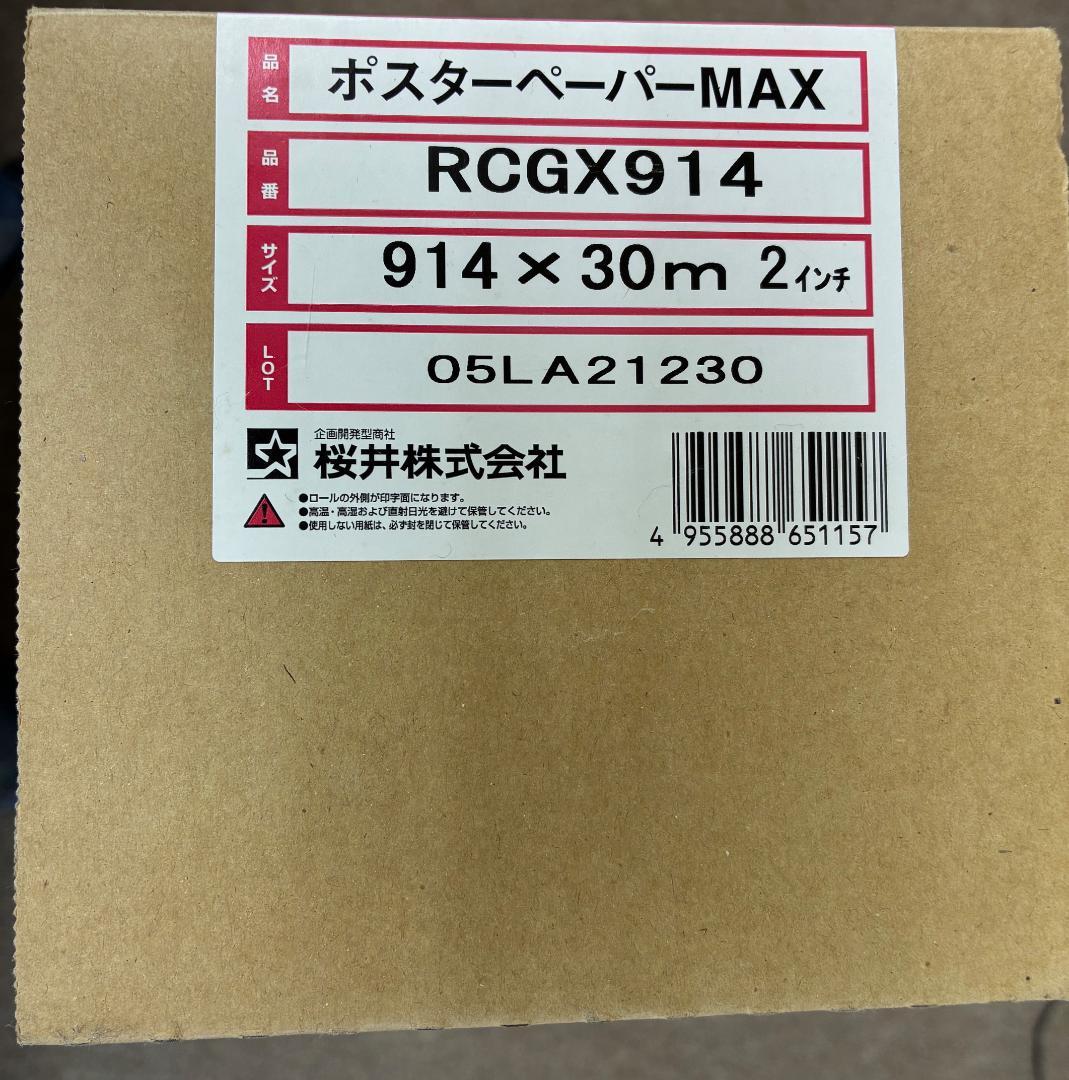 品名 ポスターペーパーMAX
品番 RCGX914
サイズ 914×30m 2インチ
LOT 05LA21230
企画開発型商社
桜井株式会社
●ロールの外側が印字面になります。
●高温・高湿および直射日光を避けて保管してください。
●使用しない用紙は、必ず封を閉じて保管してください。
4 955888 651157